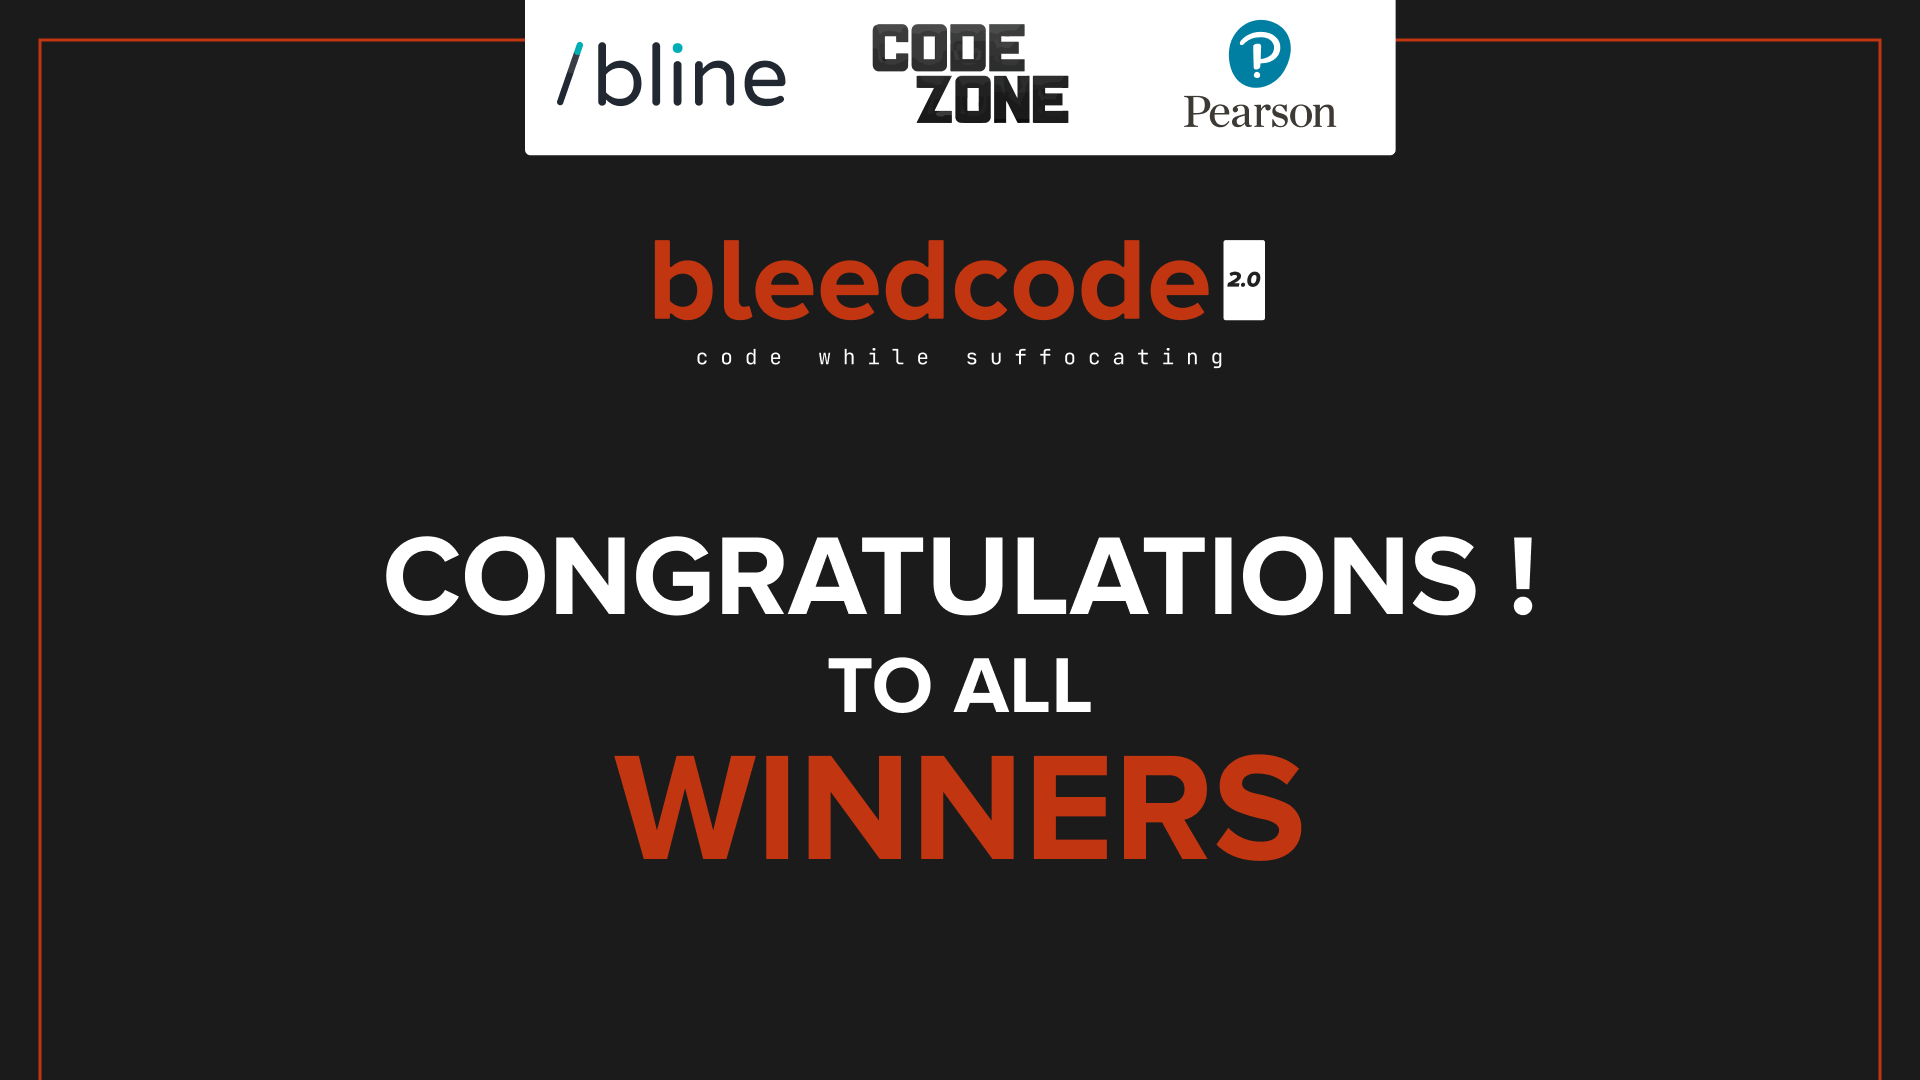 /bline
CODE
ZONE
Pearson
bleedcode 2.0
code while suffocating
CONGRATULATIONS !
TO ALL
WINNERS